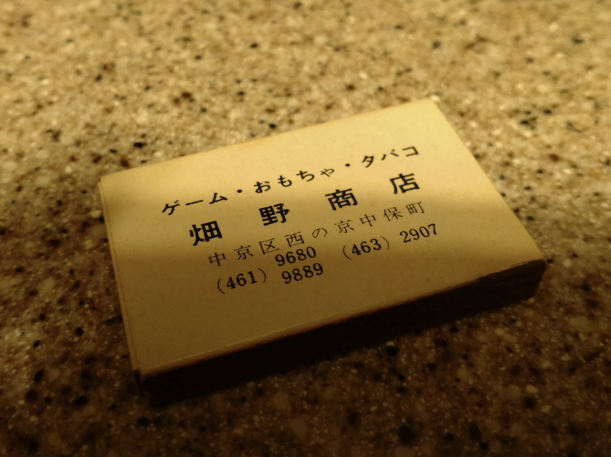 ゲーム・おもちゃ・タバコ
畑野商店
中京区西の京中保町
(461) 9680 (463) 2907
9889